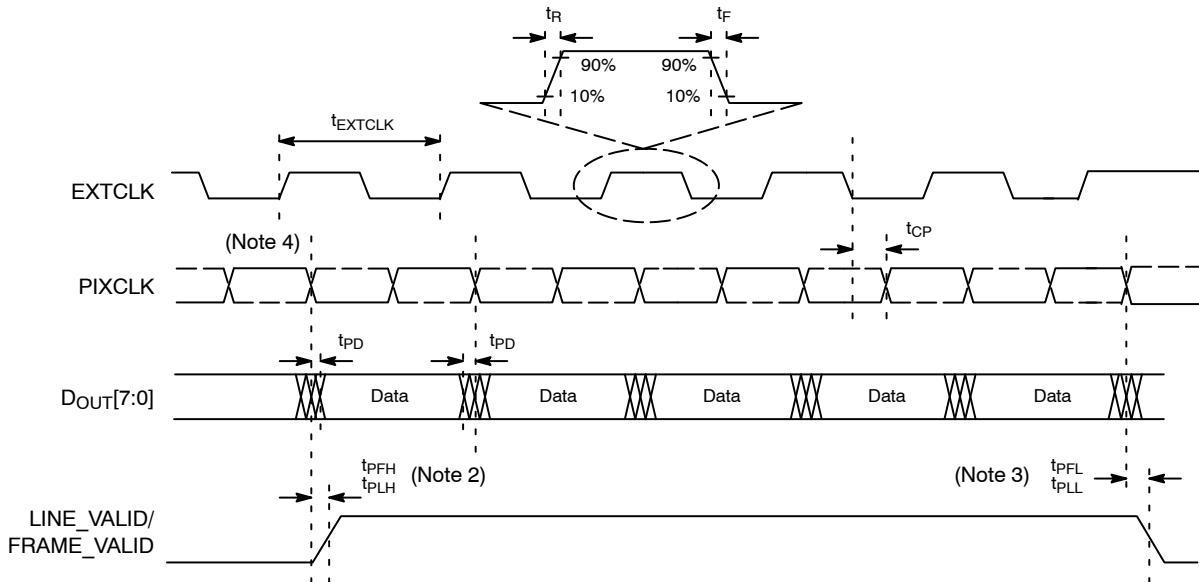 tR
tF
90%
90%
10%
10%
tEXTCLK
EXTCLK
tCP
(Note 4)
PIXCLK
tPD
tPD
DOUT[7:0]
Data
Data
Data
Data
Data
tPFH
tPLH
(Note 2)
(Note 3)
tPFL
tPLL
LINE_VALID/
FRAME_VALID